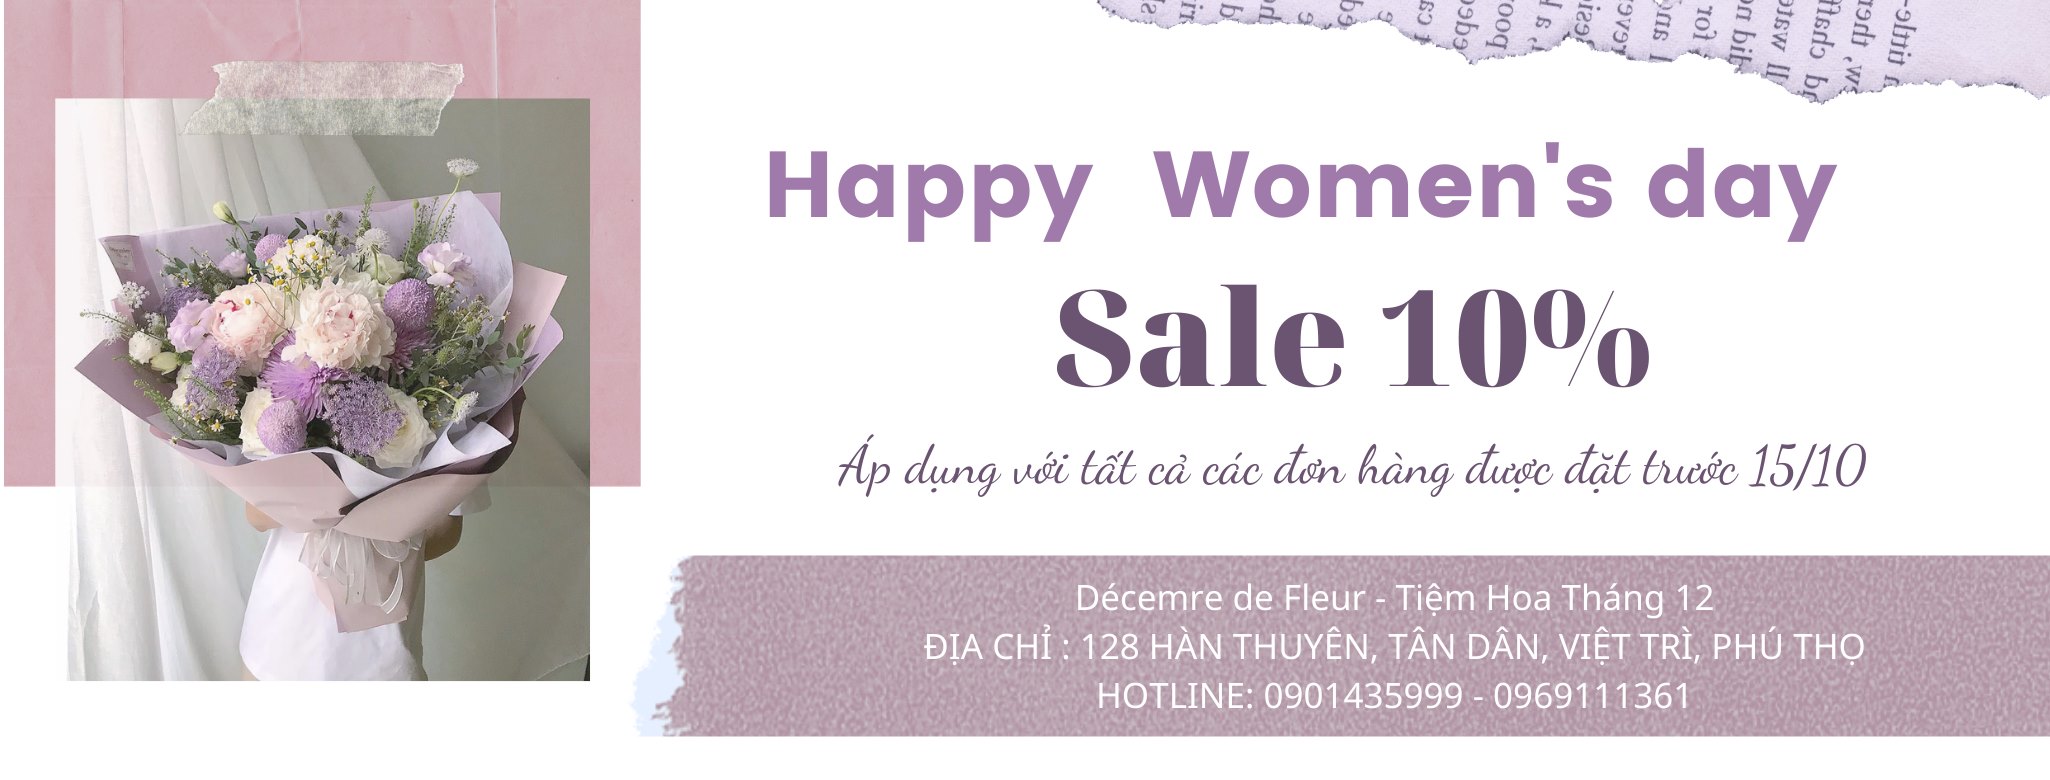 Happy Women's day
Sale 10%
Áp dụng với tất cả các đơn hàng được đặt trước 15/10
Décemre de Fleur - Tiệm Hoa Tháng 12
ĐỊA CHỈ : 128 HÀN THUYÊN, TÂN DÂN, VIỆT TRÌ, PHÚ THỌ
HOTLINE: 0901435999 - 0969111361